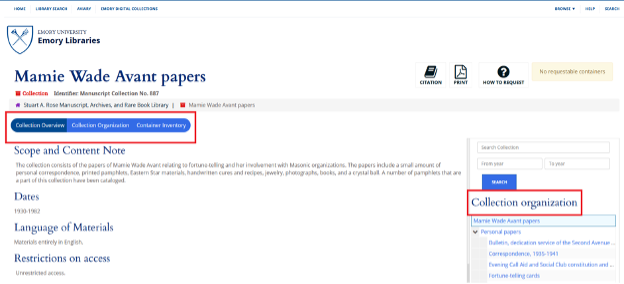 HOME LIBRARY SEARCH AVIARY EMORY DIGITAL COLLECTIONS BROWSE HELP SEARCH
EMORY UNIVERSITY
Emory Libraries
Mamie Wade Avant papers
Collection Identifier: Manuscript Collection No. 887
CITATION PRINT HOW TO REQUEST
No requestable containers
Stuart A. Rose Manuscript, Archives, and Rare Book Library | Mamie Wade Avant papers
Collection Overview Collection Organization Container Inventory
Scope and Content Note
The collection consists of the papers of Mamie Wade Avant relating to fortune telling and her involvement with Masonic organizations. The papers include a small amount of
personal correspondence, printed pamphlets, Eastern Star materials, handwritten cures and recipes, jewelry, photographs, books, and a crystal ball. A number of pamphlets that are
a part of this collection have been cataloged.
Dates
1930-1962
Language of Materials
Materials entirely in English.
Restrictions on access
Unrestricted access.
Search Collection
From year To year
SEARCH
Collection organization
Mamie Wade Avant papers
Personal papers
Bulletin, dedication service of the Second Avenue ...
Correspondence, 1935-1941
Evening Call Aid and Social Club constitution and ...
Fortune telling cards